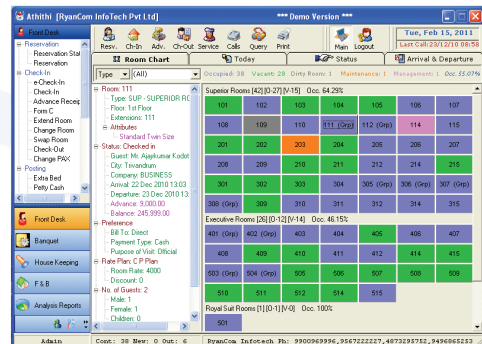 Athithi [RyanCom InfoTech Pvt Ltd] *** Demo Version ***
Front Desk
Reservation
Reservation Stat
Reservation
Check-In
e-Check-In
Check-In
Advance Receip
Form C
Extend Room
Change Room
Swap Room
Check-Out
Change PAX
Posting
Extra Bed
Petty Cash
Front Desk
Banquet
House Keeping
F & B
Analysis Reports
Admin
Resv. Ch-In Adv. Ch-Out Service Calls Query Print Main Logout
Tue, Feb 15, 2011
Last Call:23/12/10 08:58
Room Chart Today Status Arrival & Departure
Type (All) Occupied: 38 Vacant: 28 Dirty Room: 1 Maintenance: 1 Management: 1 Occ.55.07%
Room: 111
Type: SUP - SUPERIOR RC
Floor: 1st Floor
Extensions: 111
Attributes
Standard Twin Size
Status: Checked in
Guest: Mr. Ajaykumar Kodot
City: Trivandrum
Company: BUSINESS
Arrival: 22 Dec 2010 13:03
Departure: 23 Dec 2010 13:
Advance: 9,000.00
Balance: 245,999.00
Preference
Bill To: Direct
Payment Type: Cash
Purpose of Visit: Official
Rate Plan: C P Plan
Room Rate: 4000
Discount: 0
No. of Guests: 2
Male: 1
Female: 1
Children: 0
Superior Rooms [42] [O-27] [V-15] Occ. 64.29%
101 102 103 104 105 106 107
108 109 110 111 (Grp) 112 (Grp) 114 115
201 202 203 204 205 206 207
208 209 210 211 212 214 215
301 302 303 304 305 (Grp) 306 (Grp) 307 (Grp)
308 (Grp) 309 310 311 312 314 315
Executive Rooms [26] [O-12] [V-14] Occ. 46.15%
401 (Grp) 402 (Grp) 403 404 405 406 407
408 409 410 411 412 414 415
503 (Grp) 504 (Grp) 505 506 507 508 509
510 511 512 514 515
Royal Suit Rooms [1] [O-1] [V-0] Occ. 100%
501
Cont: 38 New: 0 Out: 6 RyanCom Infotech Ph: 9900969996,9567222227,4873295752,9496865253